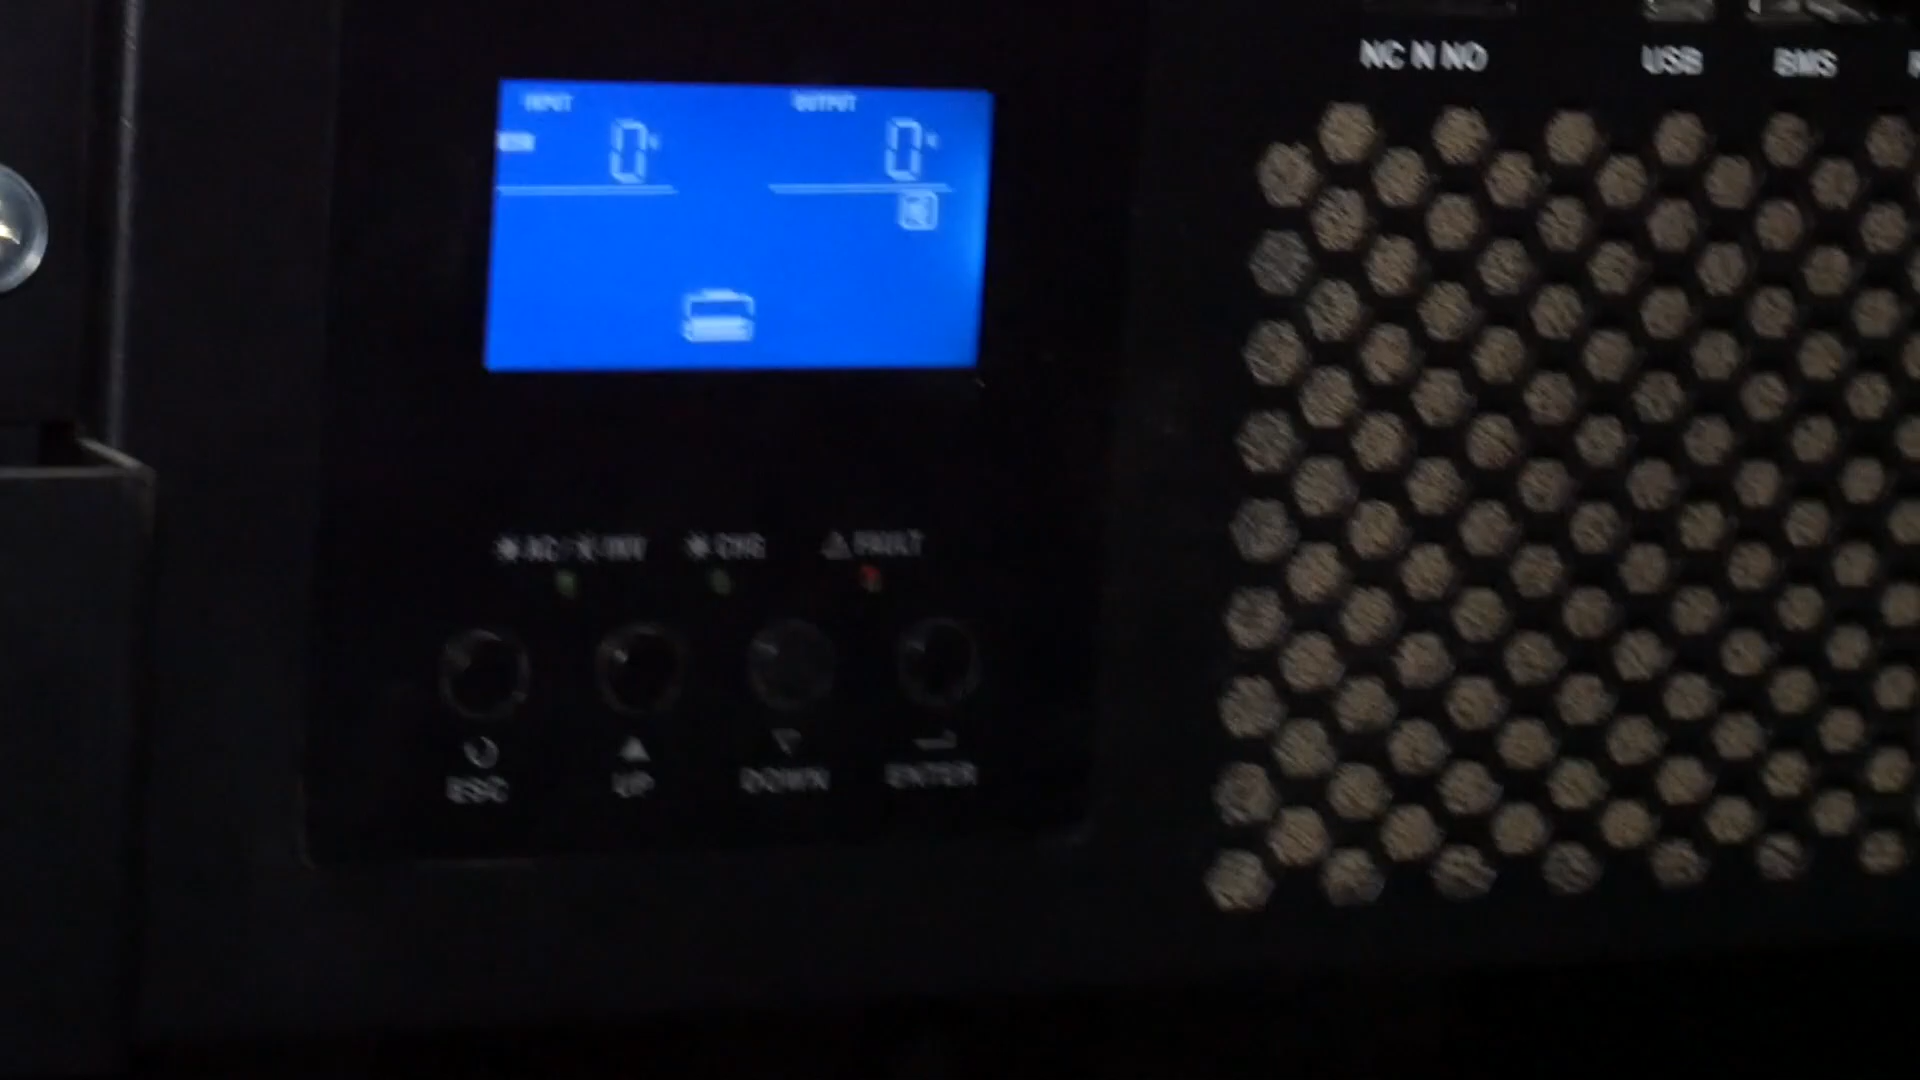 NC N NO USB BMS
INPUT OUTPUT
0 0
AC / INV CHG FAULT
ESC UP DOWN ENTER